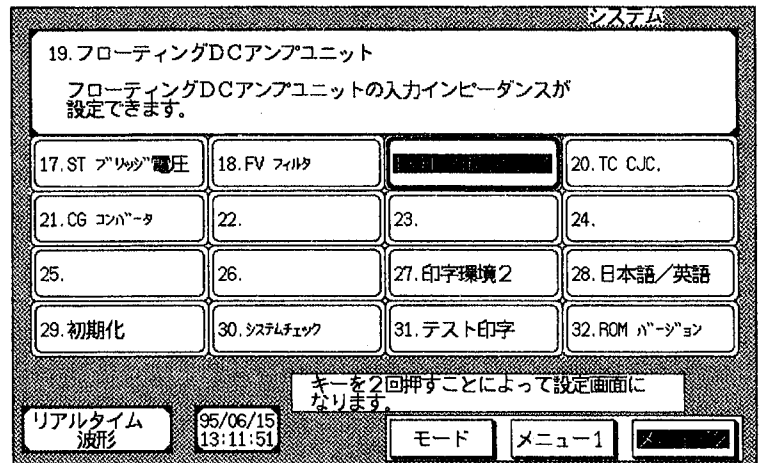 システム
19.フローティングDCアンプユニット
フローティングDCアンプユニットの入力インピーダンスが
設定できます。
17.ST ブリッジ電圧
18.FV フィルタ
20.TC CJC.
21.CG コンバータ
22.
23.
24.
25.
26.
27.印字環境2
28.日本語/英語
29.初期化
30.システムチェック
31.テスト印字
32.ROM バージョン
キーを2回押すことによって設定画面に
なります。
リアルタイム
波形
95/06/15
13:11:51
モード
メニュー1